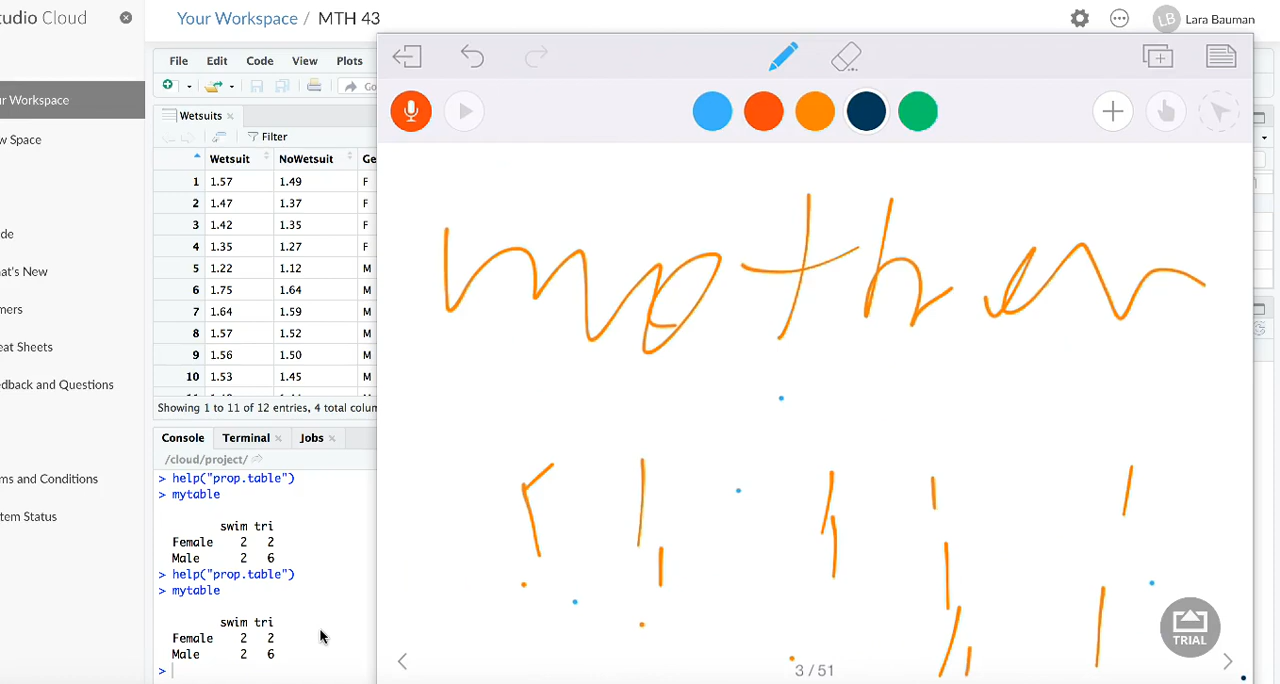 tudio Cloud
Your Workspace / MTH 43
LB Lara Bauman
ur Workspace
w Space
de
at's New
mers
eat Sheets
edback and Questions
ms and Conditions
tem Status
File Edit Code View Plots
Go
Wetsuits
Filter
Wetsuit NoWetsuit Ge
1 1.57 1.49 F
2 1.47 1.37 F
3 1.42 1.35 F
4 1.35 1.27 F
5 1.22 1.12 M
6 1.75 1.64 M
7 1.64 1.59 M
8 1.57 1.52 M
9 1.56 1.50 M
10 1.53 1.45 M
Showing 1 to 11 of 12 entries, 4 total colum
Console Terminal Jobs
/cloud/project/
> help("prop.table")
> mytable
swim tri
Female 2 2
Male 2 6
> help("prop.table")
> mytable
swim tri
Female 2 2
Male 2 6
>
mother
TRIAL
3 / 51